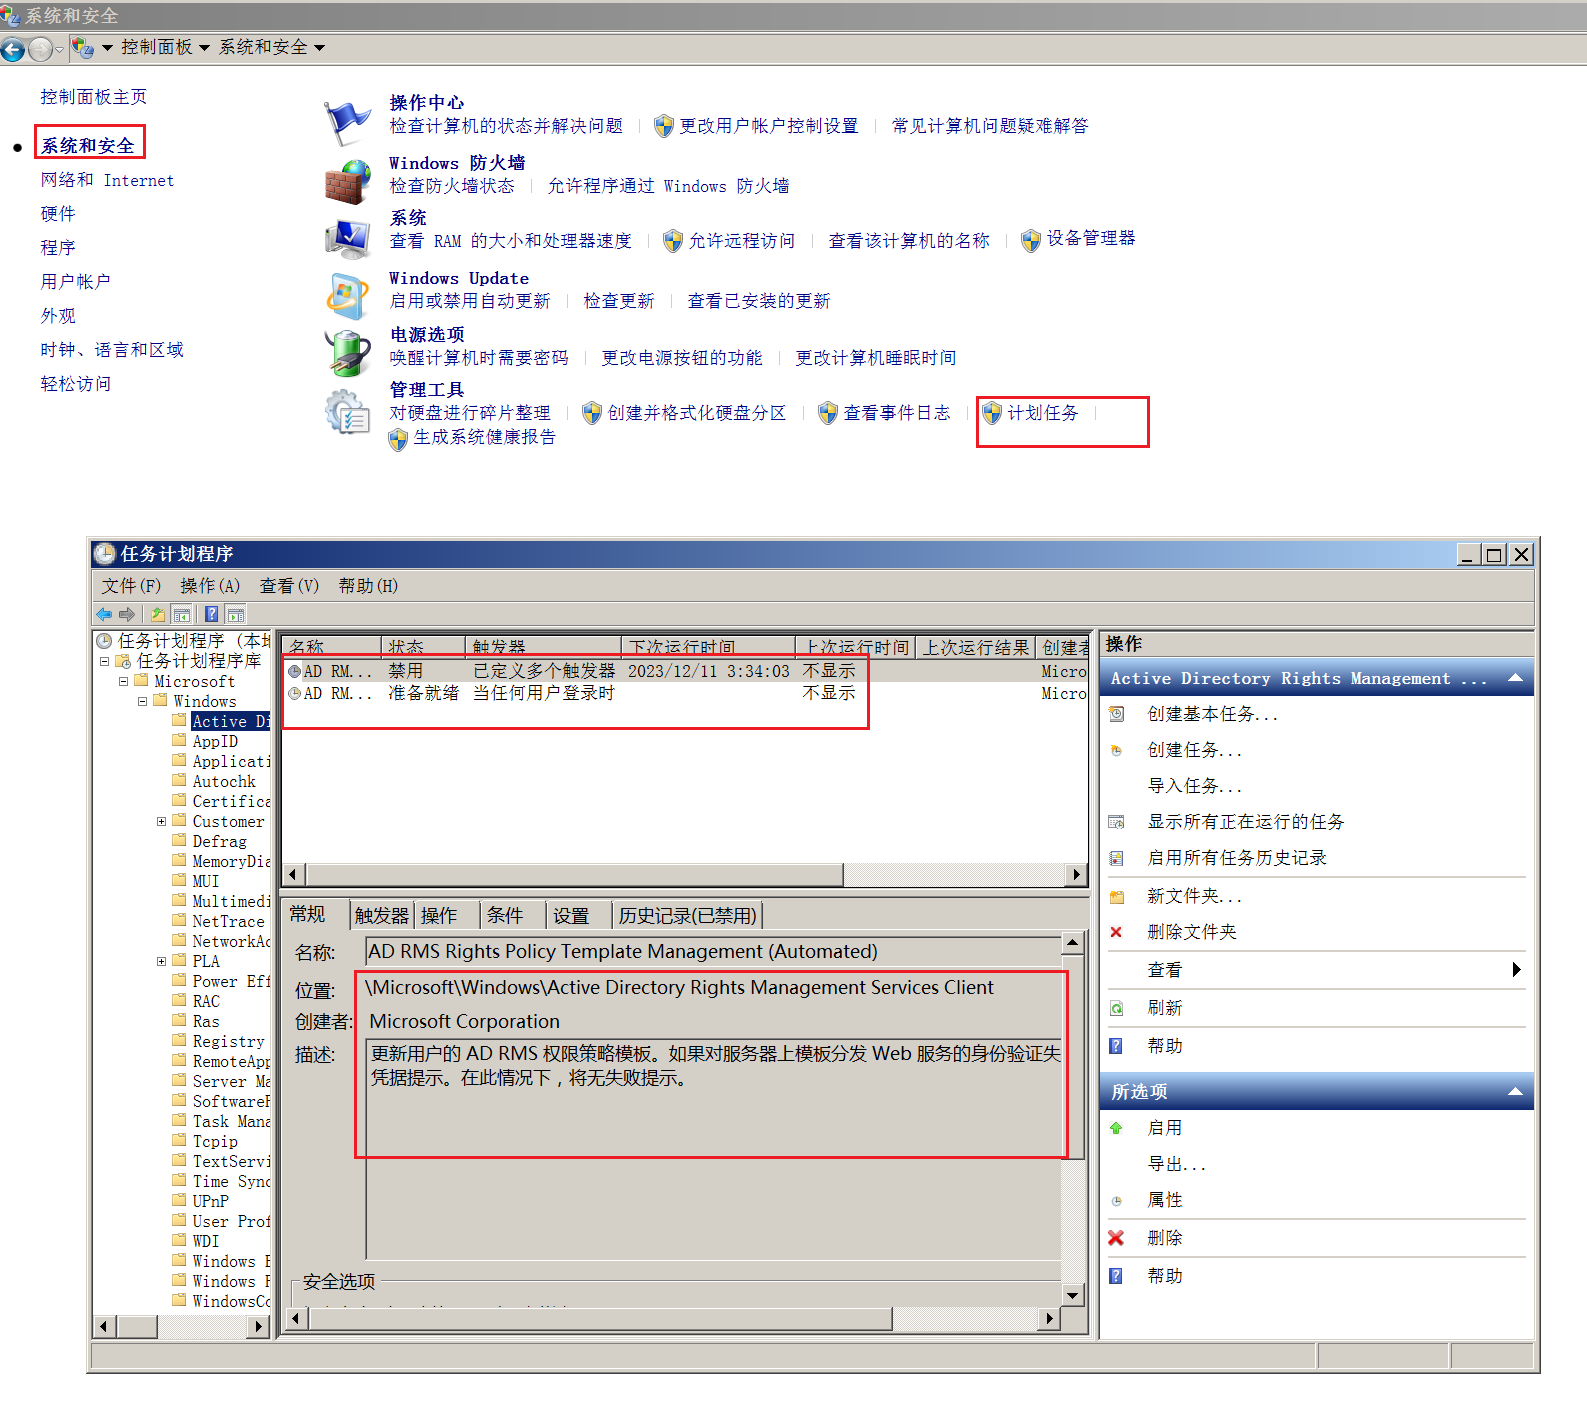 系统和安全
控制面板 系统和安全
控制面板主页
系统和安全
网络和 Internet
硬件
程序
用户帐户
外观
时钟、语言和区域
轻松访问
操作中心
检查计算机的状态并解决问题 更改用户帐户控制设置 常见计算机问题疑难解答
Windows 防火墙
检查防火墙状态 允许程序通过 Windows 防火墙
系统
查看 RAM 的大小和处理器速度 允许远程访问 查看该计算机的名称 设备管理器
Windows Update
启用或禁用自动更新 检查更新 查看已安装的更新
电源选项
唤醒计算机时需要密码 更改电源按钮的功能 更改计算机睡眠时间
管理工具
对硬盘进行碎片整理 创建并格式化硬盘分区 查看事件日志 计划任务
生成系统健康报告
任务计划程序
文件(F) 操作(A) 查看(V) 帮助(H)
任务计划程序 (本地
任务计划程序库
Microsoft
Windows
Active Di
AppID
Applicati
Autochk
Certifica
Customer
Defrag
MemoryDia
MUI
Multimedi
NetTrace
NetworkAc
PLA
Power Eff
RAC
Ras
Registry
RemoteApp
Server Ma
SoftwareP
Task Mana
Tcpip
TextServi
Time Sync
UPnP
User Prof
WDI
Windows E
Windows F
WindowsCo
名称 状态 触发器 下次运行时间 上次运行时间 上次运行结果 创建者
AD RM... 禁用 已定义多个触发器 2023/12/11 3:34:03 不显示 Micro
AD RM... 准备就绪 当任何用户登录时 不显示 Micro
常规 触发器 操作 条件 设置 历史记录(已禁用)
名称: AD RMS Rights Policy Template Management (Automated)
位置: \Microsoft\Windows\Active Directory Rights Management Services Client
创建者: Microsoft Corporation
描述: 更新用户的 AD RMS 权限策略模板。如果对服务器上模板分发 Web 服务的身份验证失
凭据提示。在此情况下，将无失败提示。
安全选项
操作
Active Directory Rights Management ...
创建基本任务...
创建任务...
导入任务...
显示所有正在运行的任务
启用所有任务历史记录
新文件夹...
删除文件夹
查看
刷新
帮助
所选项
启用
导出...
属性
删除
帮助